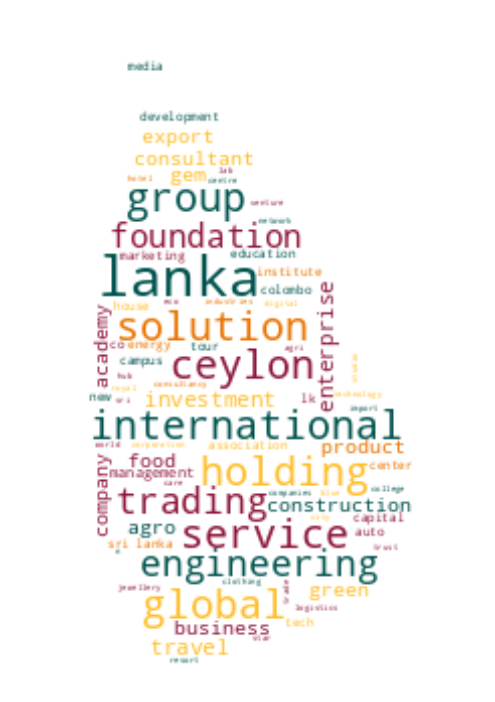 media
development
export
consultant
lab
gem
hotel
centre
group
venture
network
foundation
marketing
education
lanka
institute
colombo
enterprise
eco
industries
digital
house
academy
solution
co
energy
tour
agri
campus
ceylon
hub
consultancy
royal
technology
new
sri
investment
lk
import
international
world
corporation
association
product
company
food
management
holding
center
care
companies
blue
college
trading
construction
city
capital
agro
service
auto
sri lanka
trust
engineering
clothing
jewellery
trade
green
global
logistics
business
tech
star
travel
resort